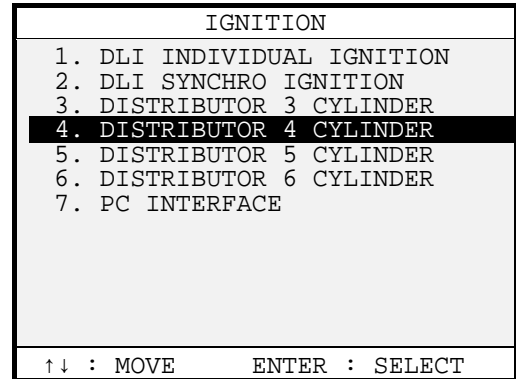 IGNITION
1. DLI INDIVIDUAL IGNITION
2. DLI SYNCHRO IGNITION
3. DISTRIBUTOR 3 CYLINDER
4. DISTRIBUTOR 4 CYLINDER
5. DISTRIBUTOR 5 CYLINDER
6. DISTRIBUTOR 6 CYLINDER
7. PC INTERFACE
↑↓ : MOVE ENTER : SELECT